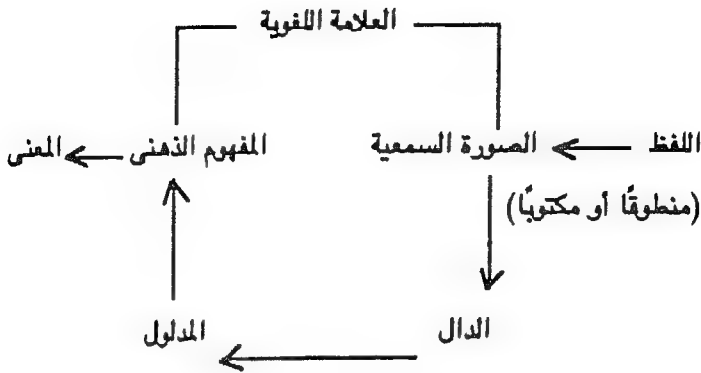 العلامة اللغوية
اللفظ الصورة السمعية المفهوم الذهنى المعنى
(منطوقًا أو مكتوبًا)
الدال المدلول